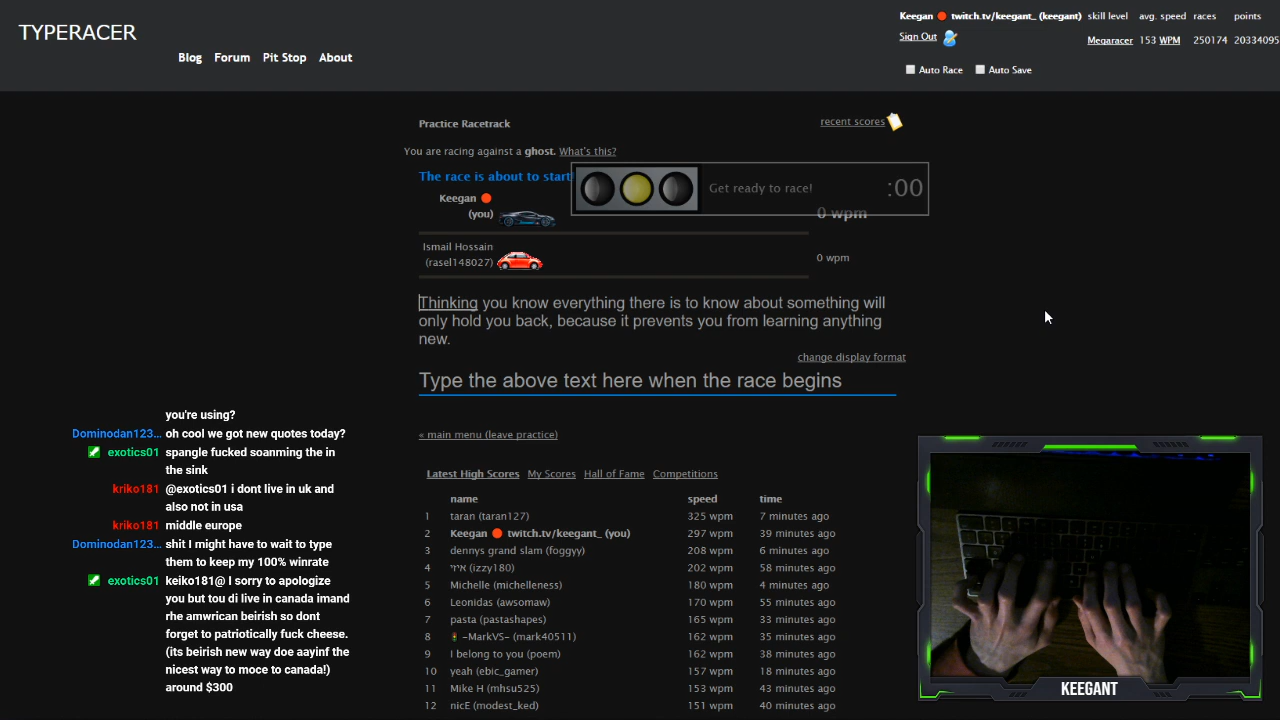 TYPERACER
Blog Forum Pit Stop About
Keegan twitch.tv/keegant_ (keegant) skill level avg. speed races points
Sign Out
Megaracer 153 WPM 250174 20334095
Auto Race Auto Save
Practice Racetrack
recent scores
You are racing against a ghost. What's this?
The race is about to start!
Get ready to race! :00
Keegan
(you)
0 wpm
Ismail Hossain
(rasel148027)
0 wpm
Thinking you know everything there is to know about something will
only hold you back, because it prevents you from learning anything
new.
change display format
Type the above text here when the race begins
« main menu (leave practice)
Latest High Scores My Scores Hall of Fame Competitions
name speed time
1 taran (taran127) 325 wpm 7 minutes ago
2 Keegan twitch.tv/keegant_ (you) 297 wpm 39 minutes ago
3 dennys grand slam (foggyy) 208 wpm 6 minutes ago
4 איזי (izzy180) 202 wpm 58 minutes ago
5 Michelle (michelleness) 180 wpm 4 minutes ago
6 Leonidas (awsomaw) 170 wpm 55 minutes ago
7 pasta (pastashapes) 165 wpm 33 minutes ago
8 ~MarkVS~ (mark40511) 162 wpm 35 minutes ago
9 I belong to you (poem) 162 wpm 38 minutes ago
10 yeah (ebic_gamer) 157 wpm 18 minutes ago
11 Mike H (mhsu525) 153 wpm 43 minutes ago
12 nicE (modest_ked) 151 wpm 40 minutes ago
you're using?
Dominodan123... oh cool we got new quotes today?
exotics01 spangle fucked soanming the in
the sink
kriko181 @exotics01 i dont live in uk and
also not in usa
kriko181 middle europe
Dominodan123... shit I might have to wait to type
them to keep my 100% winrate
exotics01 keiko181@ I sorry to apologize
you but tou di live in canada imand
rhe amwrican beirish so dont
forget to patriotically fuck cheese.
(its beirish new way doe aayinf the
nicest way to moce to canada!)
around $300
KEEGANT